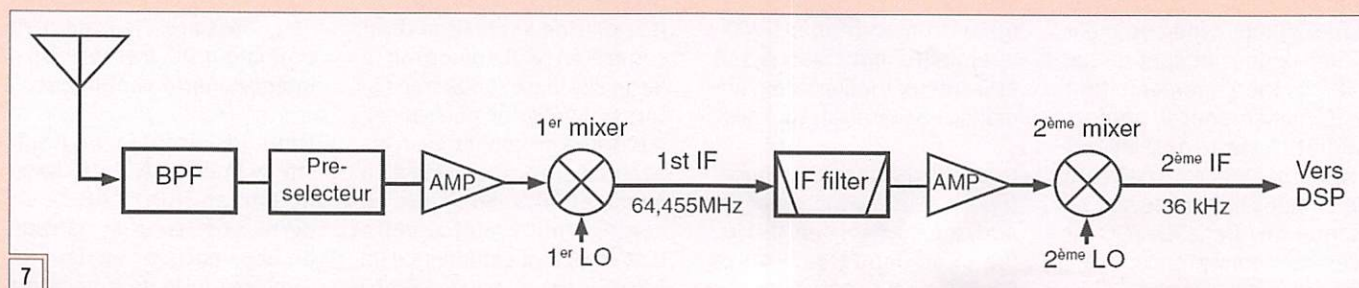 BPF
Pre-
selecteur
AMP
1er mixer
1er LO
1st IF
64,455MHz
IF filter
AMP
2ème mixer
2ème LO
2ème IF
36 kHz
Vers
DSP
7